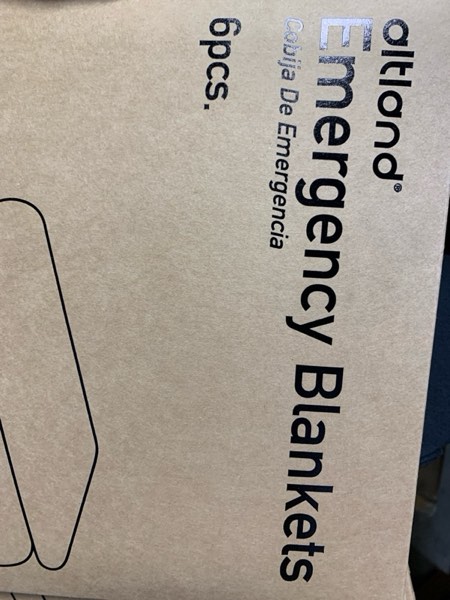 altland®
Emergency Blankets
Cobija De Emergencia
6pcs.